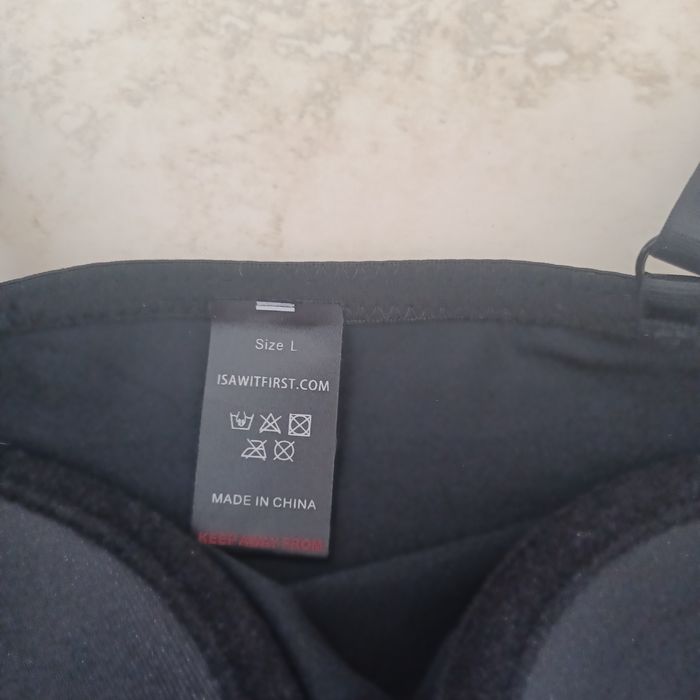 Size L
ISAWITFIRST.COM
MADE IN CHINA
KEEP AWAY FROM